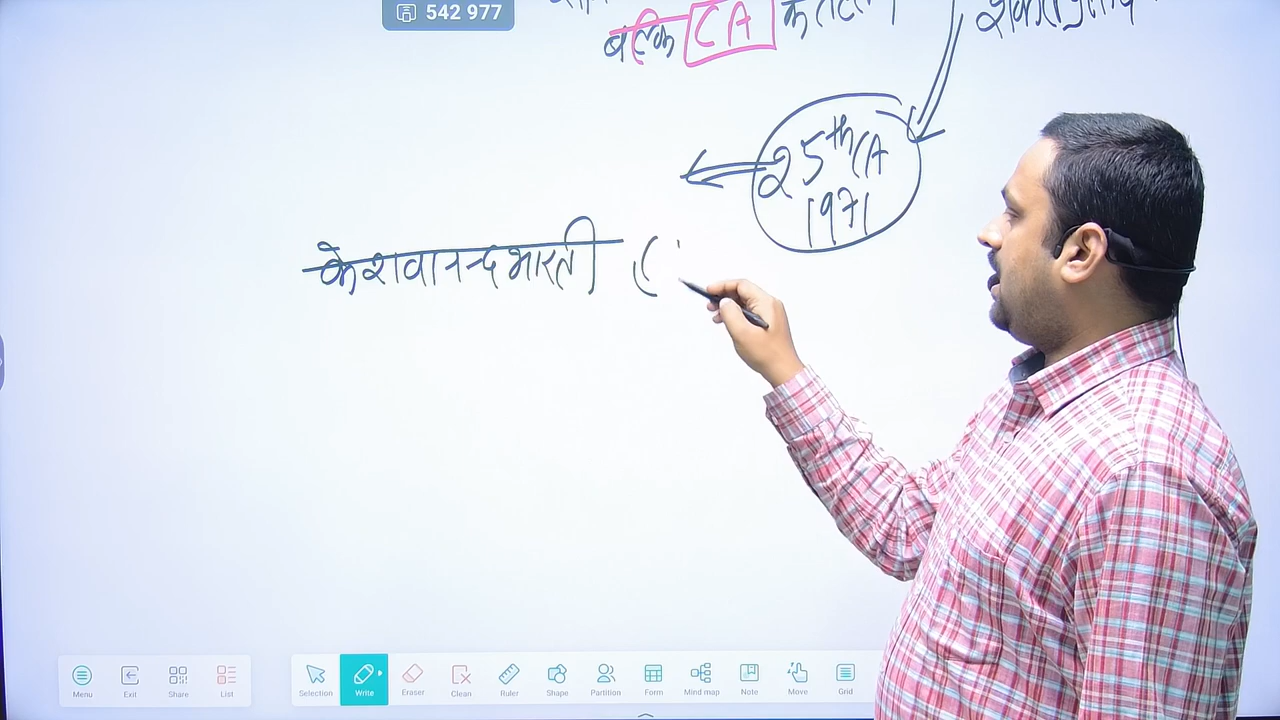 542 977
बल्कि CA के तहत
25th CA
1971
केशवानन्द भारती (
Menu Exit Share List Selection Write Eraser Clean Ruler Shape Partition Form Mind map Note Move Grid